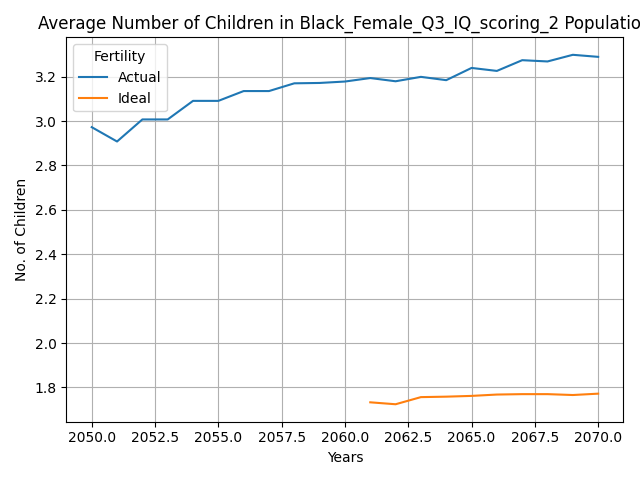 Average Number of Children in Black_Female_Q3_IQ_scoring_2 Populatio
Fertility
Actual
Ideal
3.2
3.0
2.8
2.6
2.4
2.2
2.0
1.8
No. of Children
2050.0 2052.5 2055.0 2057.5 2060.0 2062.5 2065.0 2067.5 2070.0
Years